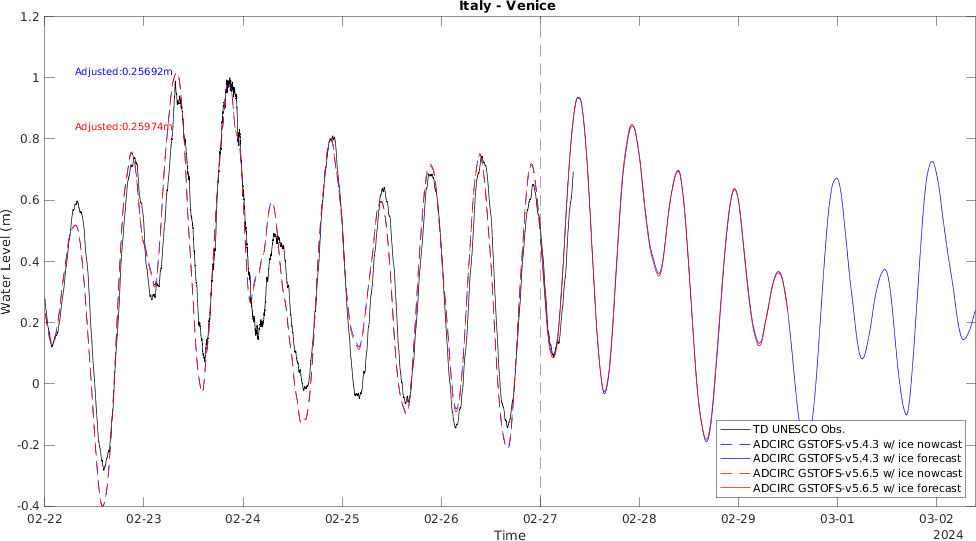 Italy - Venice
Water Level (m)
1.2
1
0.8
0.6
0.4
0.2
0
-0.2
-0.4
Adjusted:0.25692m
Adjusted:0.25974m
TD UNESCO Obs.
ADCIRC GSTOFS-v5.4.3 w/ ice nowcast
ADCIRC GSTOFS-v5.4.3 w/ ice forecast
ADCIRC GSTOFS-v5.6.5 w/ ice nowcast
ADCIRC GSTOFS-v5.6.5 w/ ice forecast
02-22 02-23 02-24 02-25 02-26 02-27 02-28 02-29 03-01 03-02
Time
2024